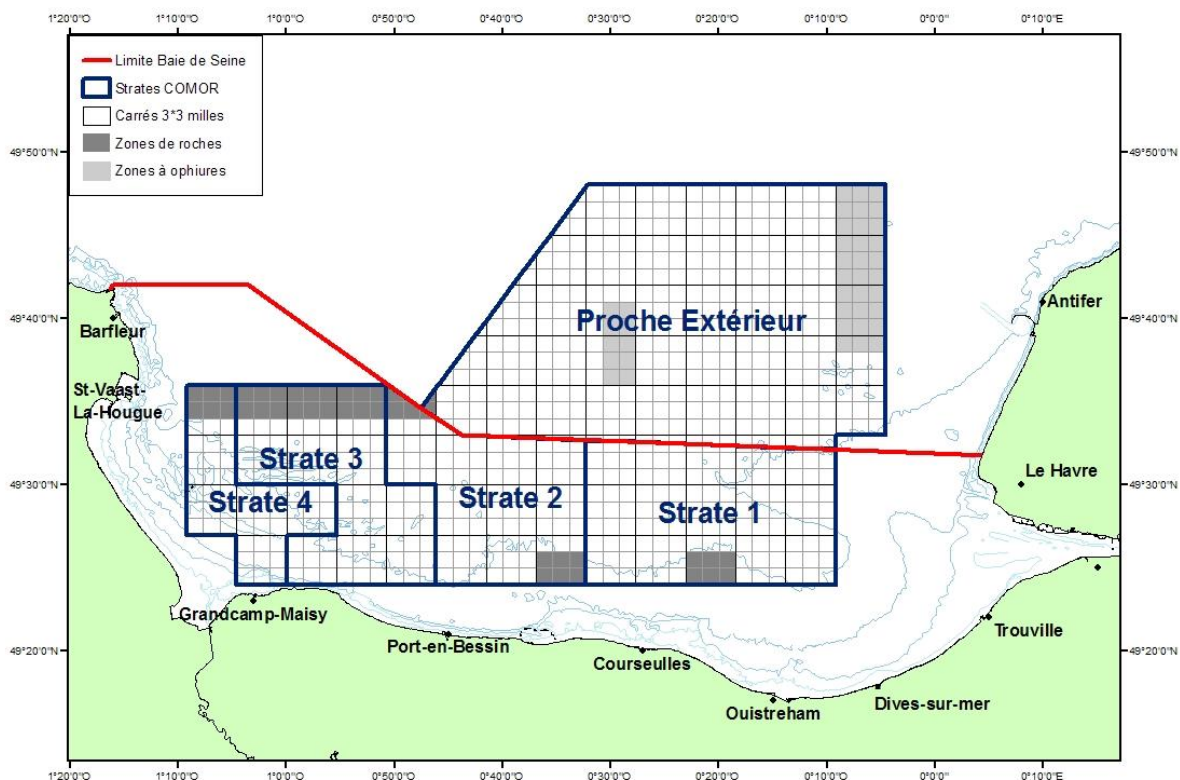 1°20'0"O 1°10'0"O 1°0'0"O 0°50'0"O 0°40'0"O 0°30'0"O 0°20'0"O 0°10'0"O 0°0'0" 0°10'0"E
Limite Baie de Seine
Strates COMOR
Carrés 3*3 milles
Zones de roches
Zones à ophiures
49°50'0"N 49°50'0"N
Antifer
49°40'0"N 49°40'0"N
Barfleur
Proche Extérieur
St-Vaast-
La-Hougue
Strate 3
Le Havre
49°30'0"N 49°30'0"N
Strate 4
Strate 2
Strate 1
Grandcamp-Maisy
Trouville
Port-en-Bessin
49°20'0"N 49°20'0"N
Courseulles
Dives-sur-mer
Ouistreham
1°20'0"O 1°10'0"O 1°0'0"O 0°50'0"O 0°40'0"O 0°30'0"O 0°20'0"O 0°10'0"O 0°0'0" 0°10'0"E